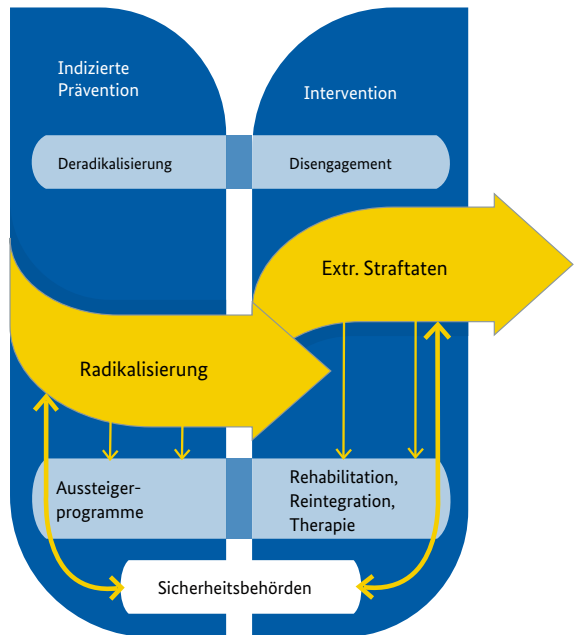 Indizierte
Prävention
Intervention
Deradikalisierung
Disengagement
Extr. Straftaten
Radikalisierung
Aussteiger-
programme
Rehabilitation,
Reintegration,
Therapie
Sicherheitsbehörden